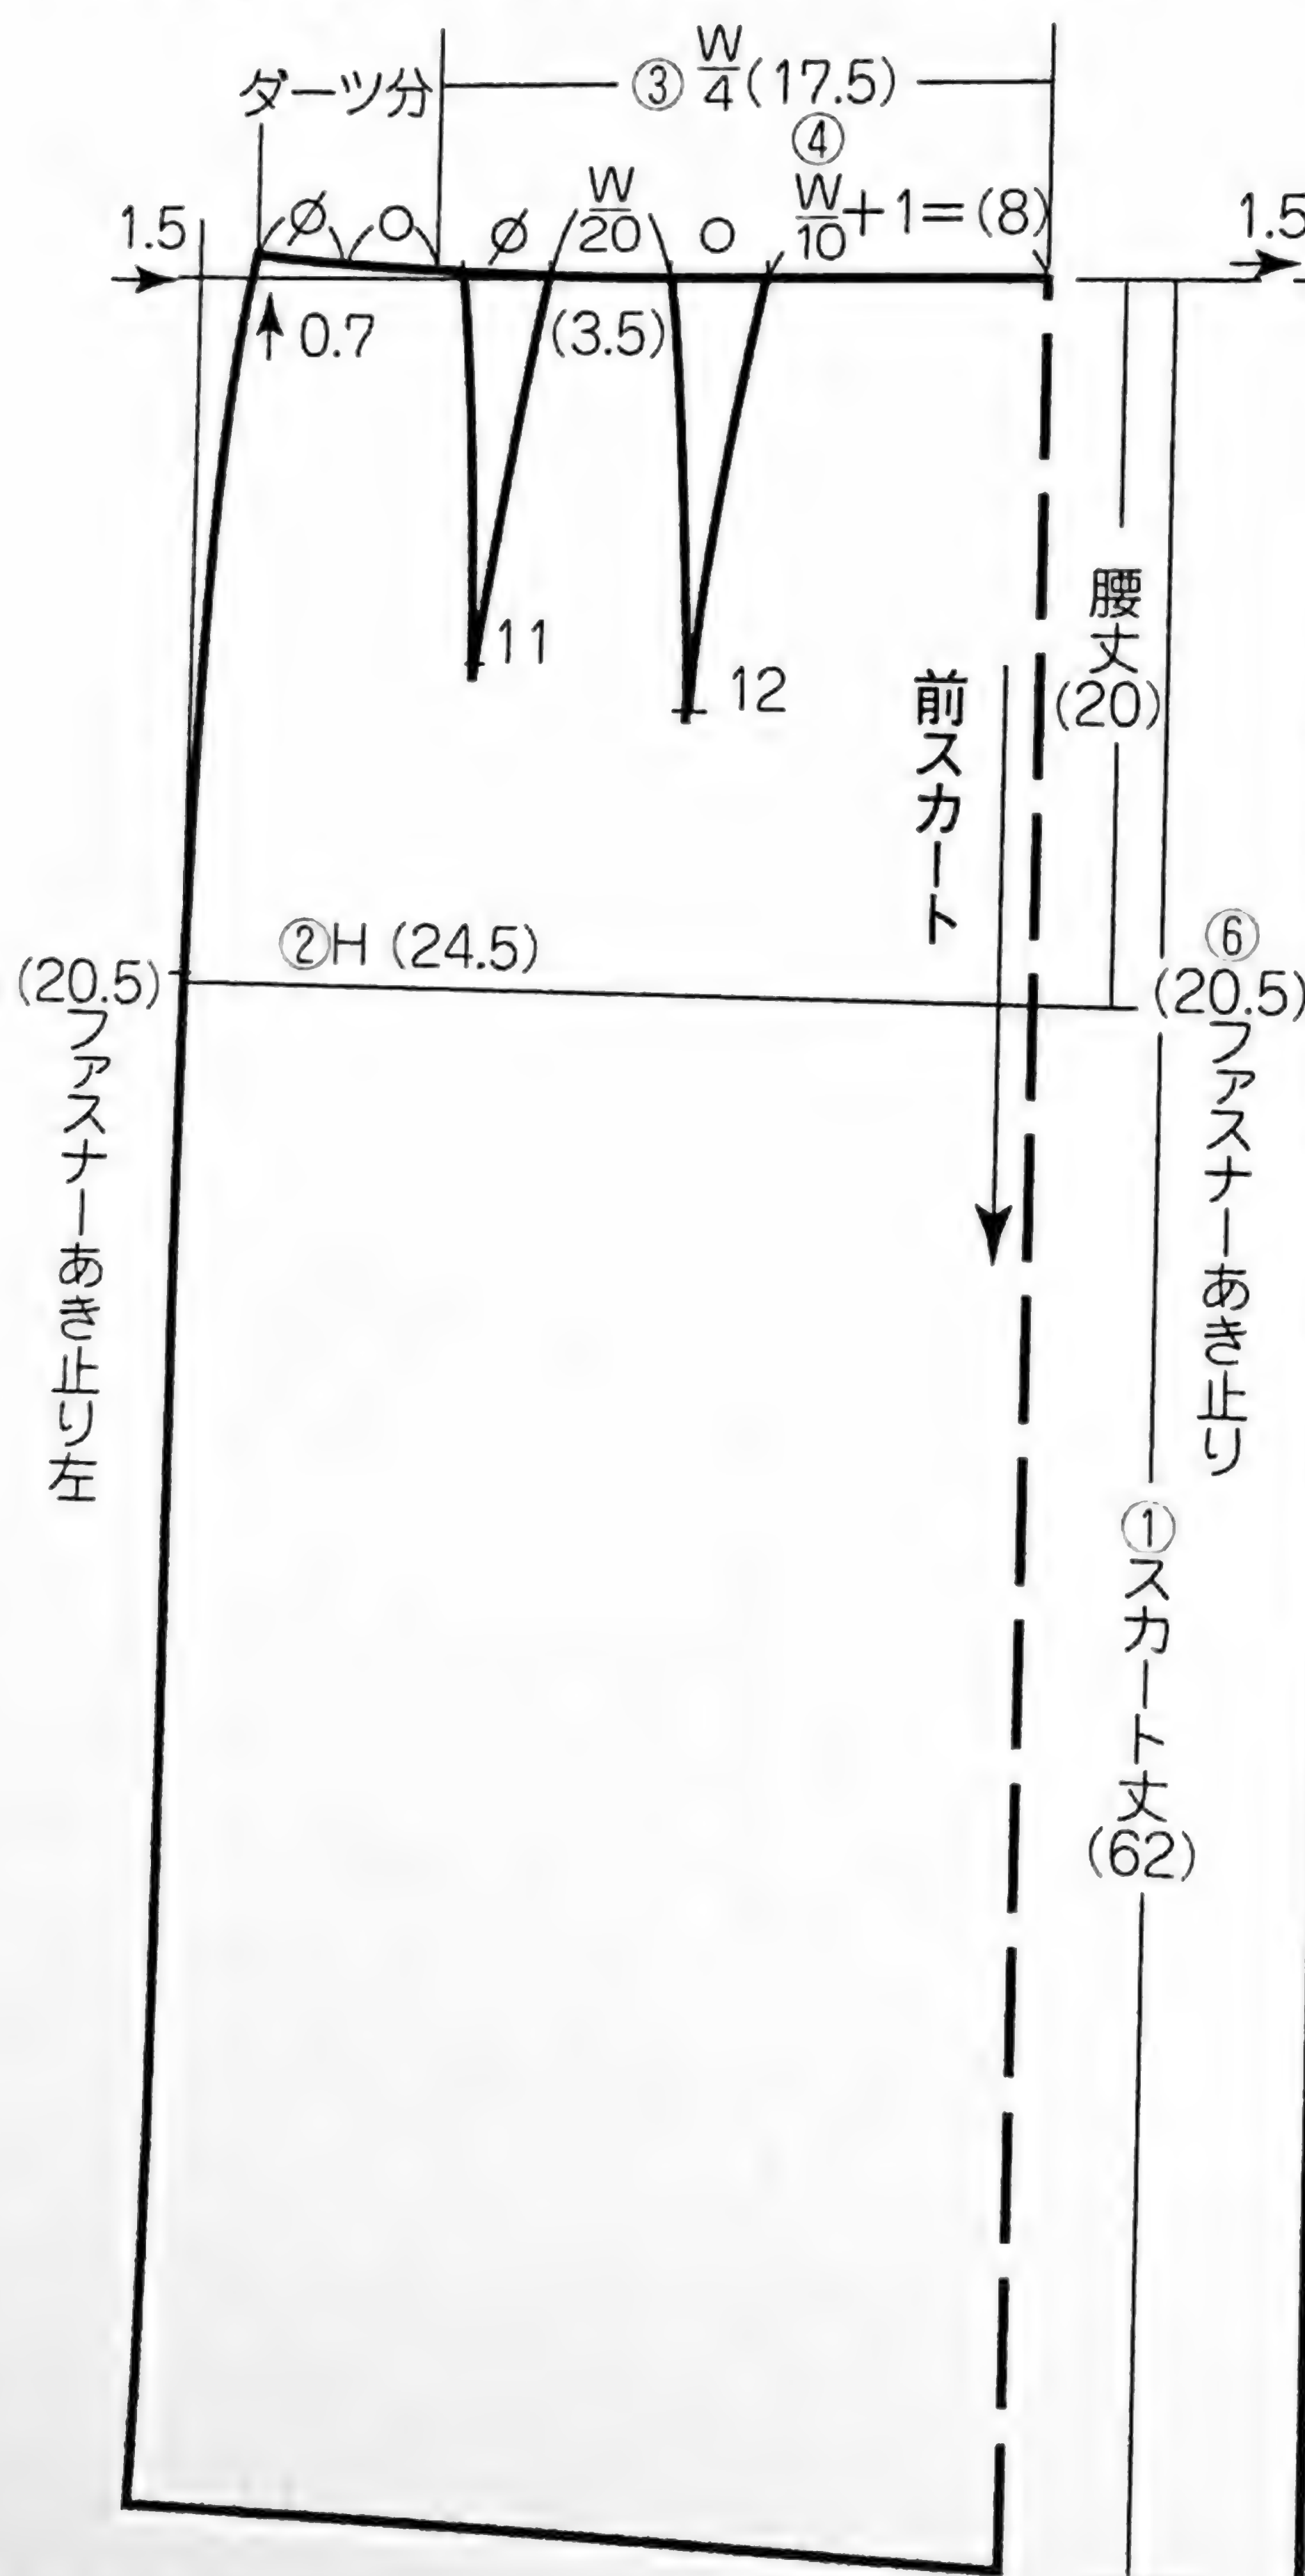 ③ W/4 (17.5)
ダーツ分
④
1.5
∅
○
∅
W/20
○
W/10+1=(8)
1.5
0.7
(3.5)
11
12
腰丈
(20)
前スカート
②H (24.5)
(20.5)
ファスナーあき止り左
⑥
(20.5)
ファスナーあき止り
①スカート丈
(62)